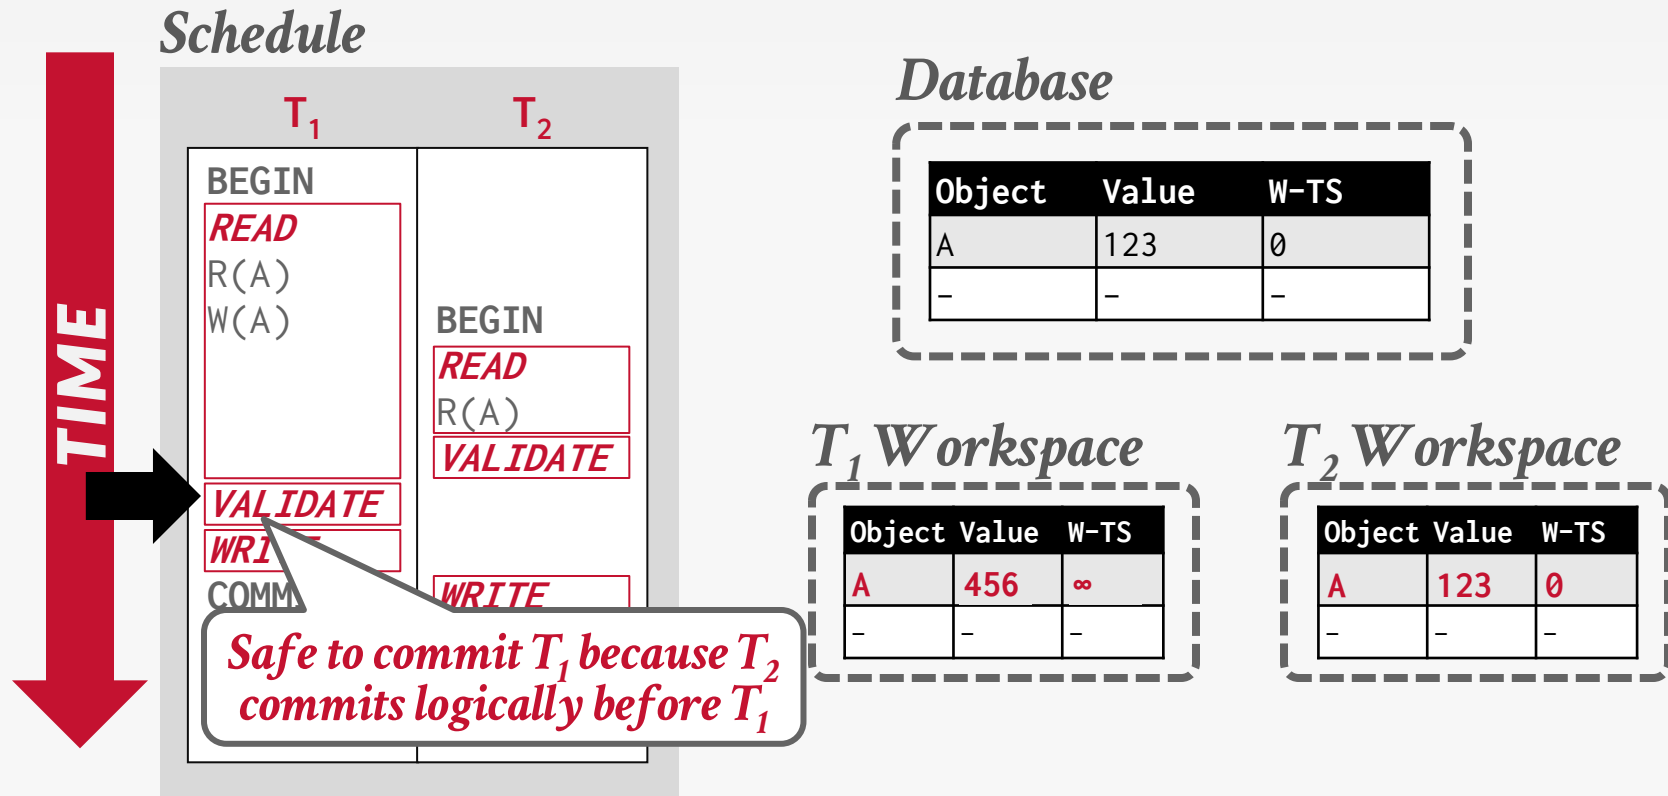 Schedule
TIME
T1
T2
BEGIN
READ
R(A)
W(A)
VALIDATE
WRI
COMM
BEGIN
READ
R(A)
VALIDATE
WRITE
Safe to commit T1 because T2
commits logically before T1
Database
Object Value W-TS
A 123 0
– – –
T1 Workspace
Object Value W-TS
A 456 ∞
– – –
T2 Workspace
Object Value W-TS
A 123 0
– – –